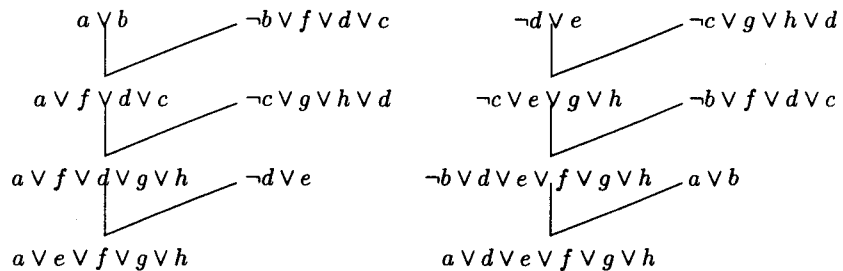 a ∨ b ¬b ∨ f ∨ d ∨ c ¬d ∨ e ¬c ∨ g ∨ h ∨ d
a ∨ f ∨ d ∨ c ¬c ∨ g ∨ h ∨ d ¬c ∨ e ∨ g ∨ h ¬b ∨ f ∨ d ∨ c
a ∨ f ∨ d ∨ g ∨ h ¬d ∨ e ¬b ∨ d ∨ e ∨ f ∨ g ∨ h a ∨ b
a ∨ e ∨ f ∨ g ∨ h a ∨ d ∨ e ∨ f ∨ g ∨ h